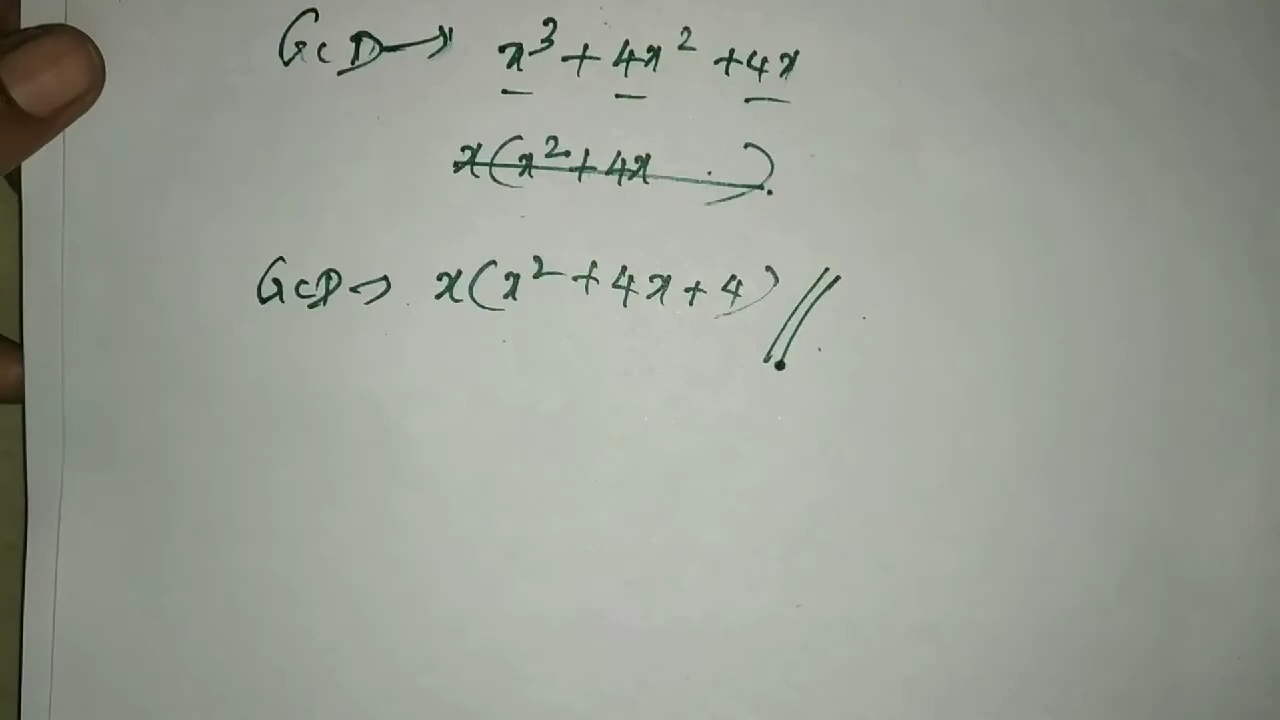 GCD → x³ + 4x² + 4x
x(x² + 4x )
GCD → x(x² + 4x + 4) //